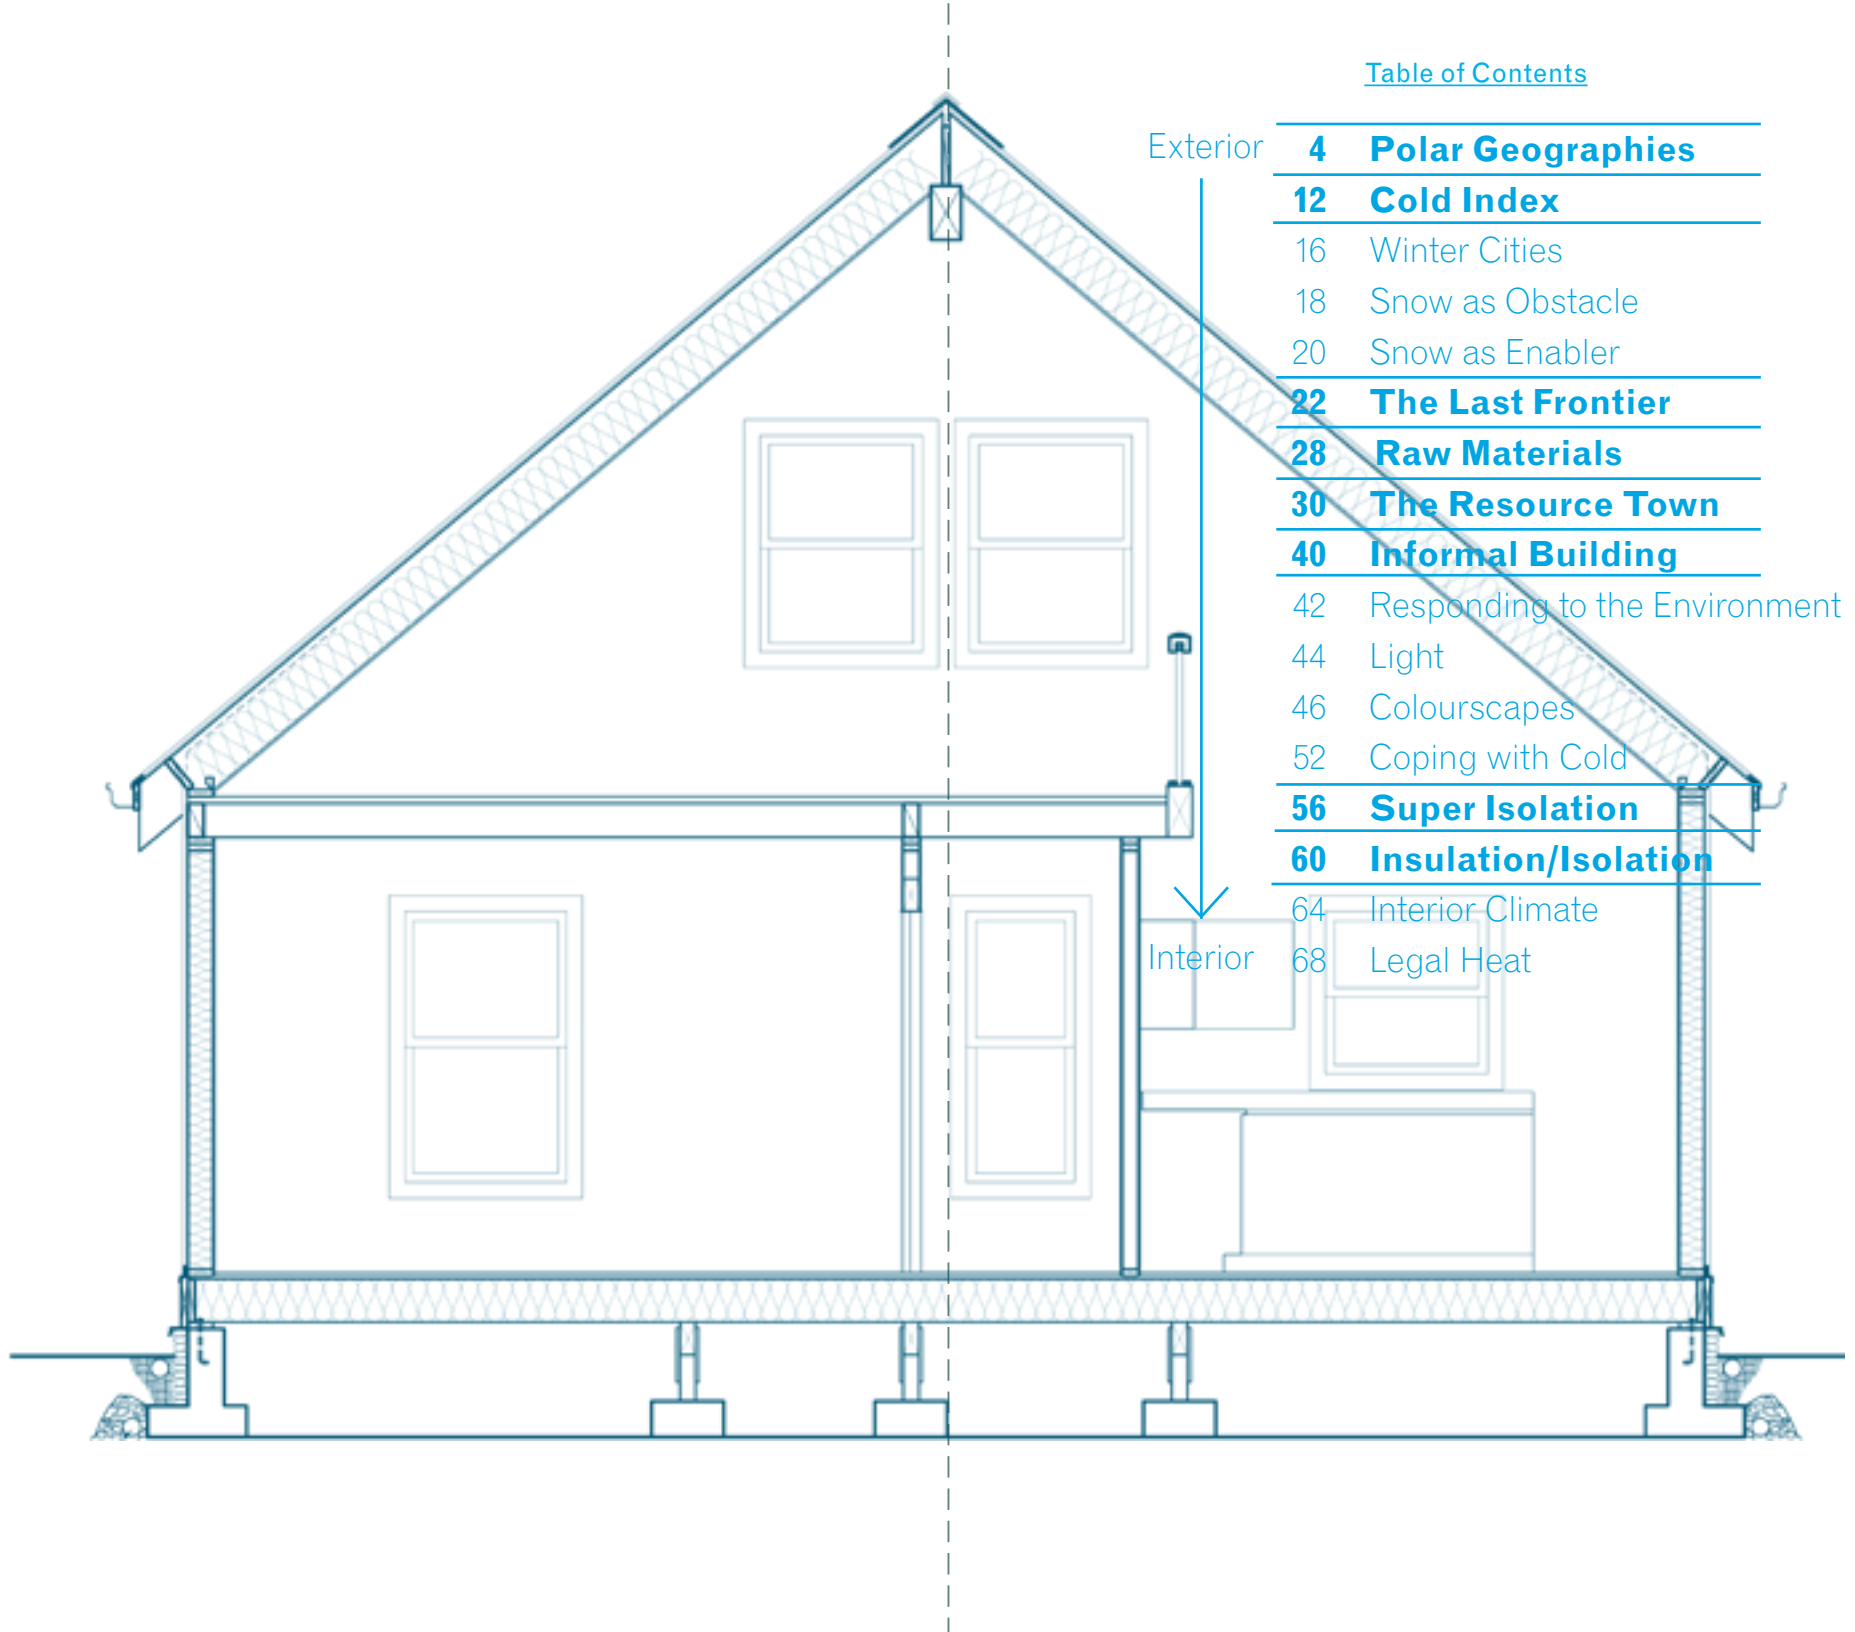 Table of Contents
Exterior 4 Polar Geographies
12 Cold Index
16 Winter Cities
18 Snow as Obstacle
20 Snow as Enabler
22 The Last Frontier
28 Raw Materials
30 The Resource Town
40 Informal Building
42 Responding to the Environment
44 Light
46 Colourscapes
52 Coping with Cold
56 Super Isolation
60 Insulation/Isolation
64 Interior Climate
Interior 68 Legal Heat